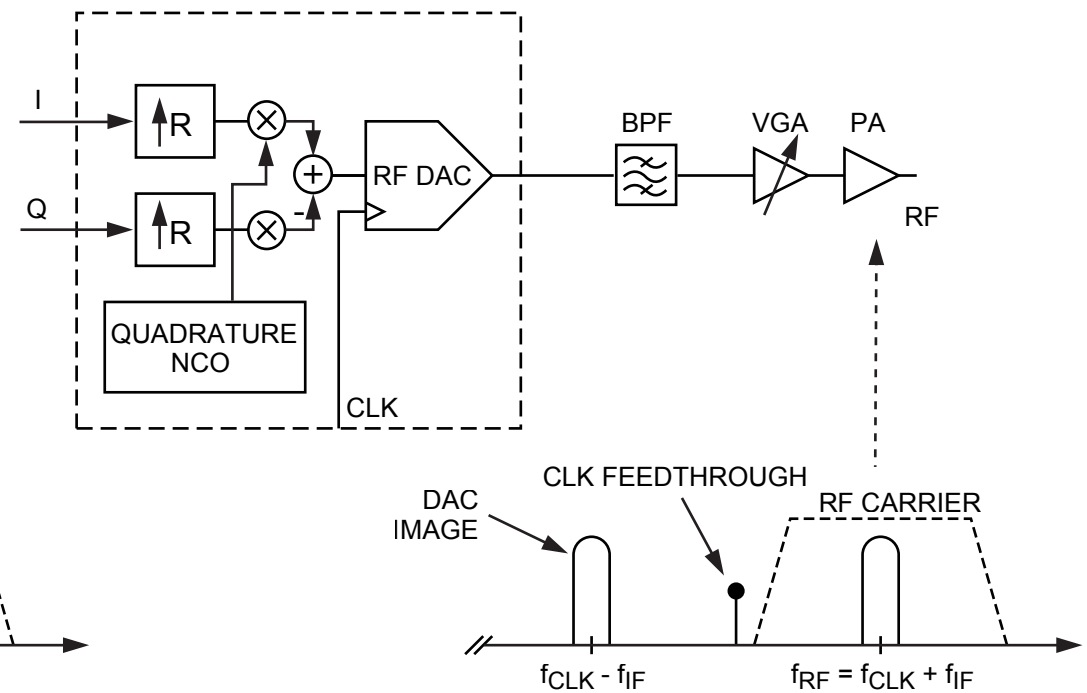 I
R
×
BPF
VGA
PA
+
RF DAC
Q
-
R
×
RF
QUADRATURE
NCO
CLK
CLK FEEDTHROUGH
DAC
IMAGE
RF CARRIER
fCLK - fIF
fRF = fCLK + fIF